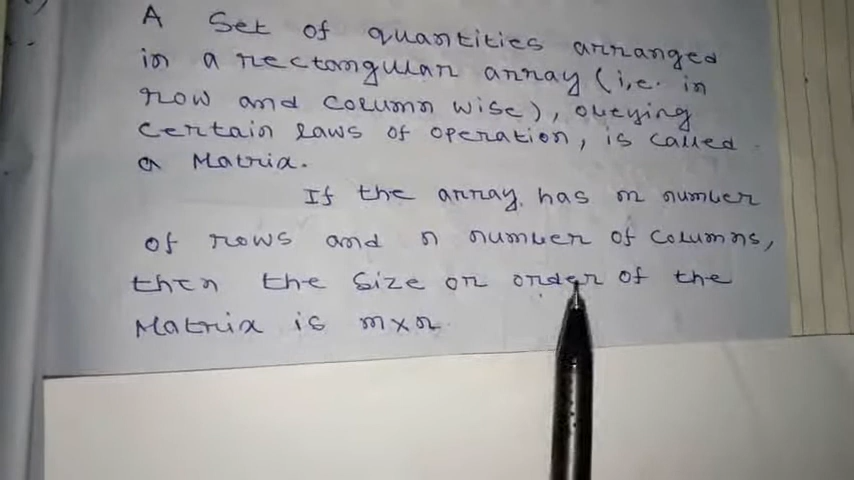 A Set of quantities arranged
in a rectangular array (i.e. in
row and column wise), obeying
certain laws of operation, is called
a Matrix.
If the array has m number
of rows and n number of columns,
then the size or order of the
Matrix is m×n.